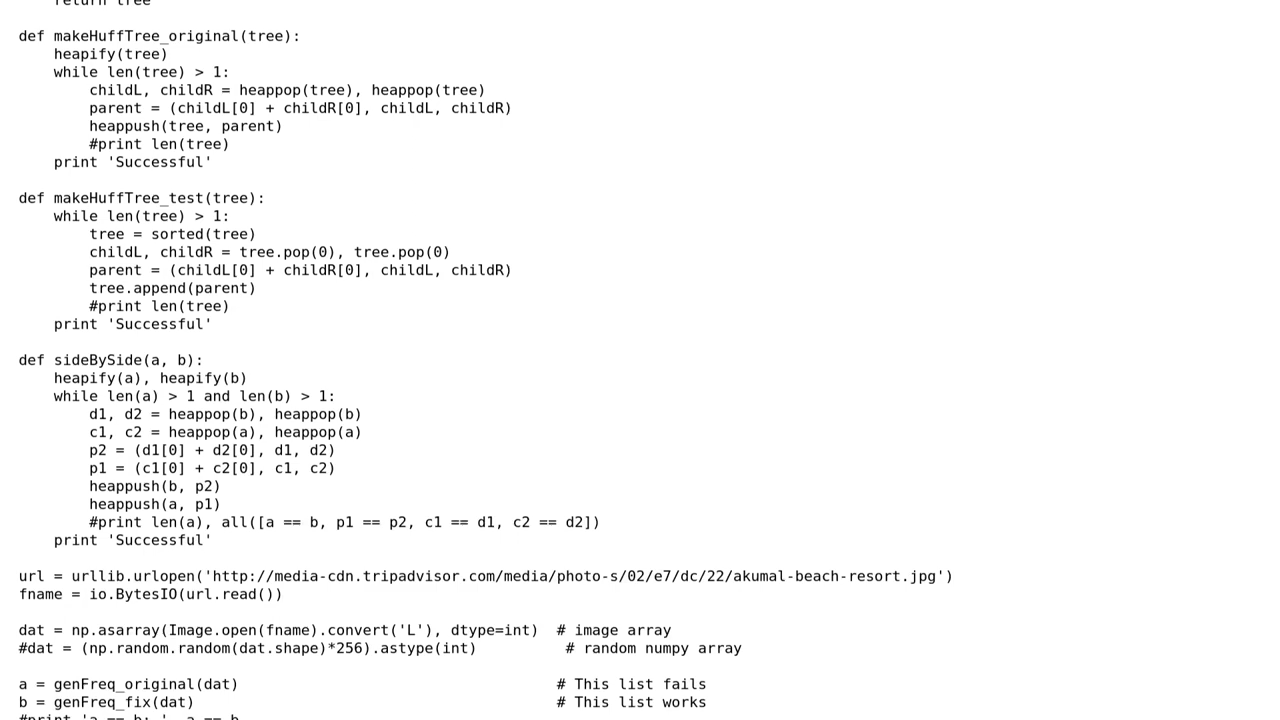 return tree
def makeHuffTree_original(tree):
    heapify(tree)
    while len(tree) > 1:
        childL, childR = heappop(tree), heappop(tree)
        parent = (childL[0] + childR[0], childL, childR)
        heappush(tree, parent)
        #print len(tree)
    print 'Successful'
def makeHuffTree_test(tree):
    while len(tree) > 1:
        tree = sorted(tree)
        childL, childR = tree.pop(0), tree.pop(0)
        parent = (childL[0] + childR[0], childL, childR)
        tree.append(parent)
        #print len(tree)
    print 'Successful'
def sideBySide(a, b):
    heapify(a), heapify(b)
    while len(a) > 1 and len(b) > 1:
        d1, d2 = heappop(b), heappop(b)
        c1, c2 = heappop(a), heappop(a)
        p2 = (d1[0] + d2[0], d1, d2)
        p1 = (c1[0] + c2[0], c1, c2)
        heappush(b, p2)
        heappush(a, p1)
        #print len(a), all([a == b, p1 == p2, c1 == d1, c2 == d2])
    print 'Successful'
url = urllib.urlopen('http://media-cdn.tripadvisor.com/media/photo-s/02/e7/dc/22/akumal-beach-resort.jpg')
fname = io.BytesIO(url.read())
dat = np.asarray(Image.open(fname).convert('L'), dtype=int)  # image array
#dat = (np.random.random(dat.shape)*256).astype(int)          # random numpy array
a = genFreq_original(dat)                                    # This list fails
b = genFreq_fix(dat)                                         # This list works
#print 'a == b: ', a == b